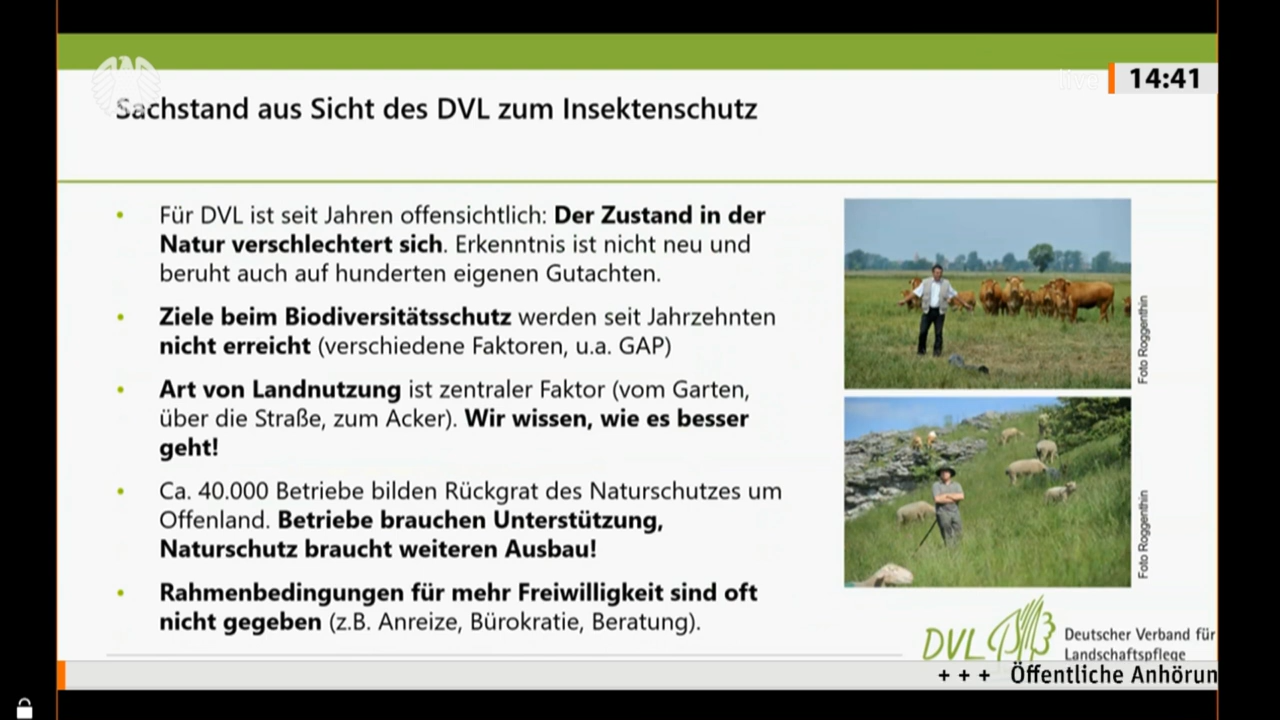 live
14:41
Sachstand aus Sicht des DVL zum Insektenschutz
• Für DVL ist seit Jahren offensichtlich: Der Zustand in der
Natur verschlechtert sich. Erkenntnis ist nicht neu und
beruht auch auf hunderten eigenen Gutachten.
• Ziele beim Biodiversitätsschutz werden seit Jahrzehnten
nicht erreicht (verschiedene Faktoren, u.a. GAP)
• Art von Landnutzung ist zentraler Faktor (vom Garten,
über die Straße, zum Acker). Wir wissen, wie es besser
geht!
• Ca. 40.000 Betriebe bilden Rückgrat des Naturschutzes um
Offenland. Betriebe brauchen Unterstützung,
Naturschutz braucht weiteren Ausbau!
• Rahmenbedingungen für mehr Freiwilligkeit sind oft
nicht gegeben (z.B. Anreize, Bürokratie, Beratung).
Foto Roggenthin
Foto Roggenthin
DVL
Deutscher Verband für
Landschaftspflege
+ + + Öffentliche Anhörun